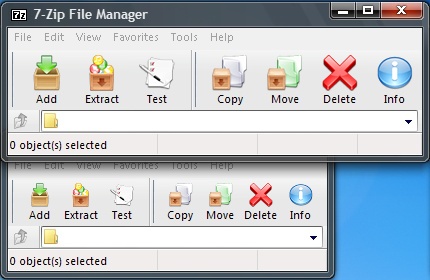 7z 7-Zip File Manager
File Edit View Favorites Tools Help
Add Extract Test Copy Move Delete Info
0 object(s) selected
File Edit View Favorites Tools Help
Add Extract Test Copy Move Delete Info
0 object(s) selected